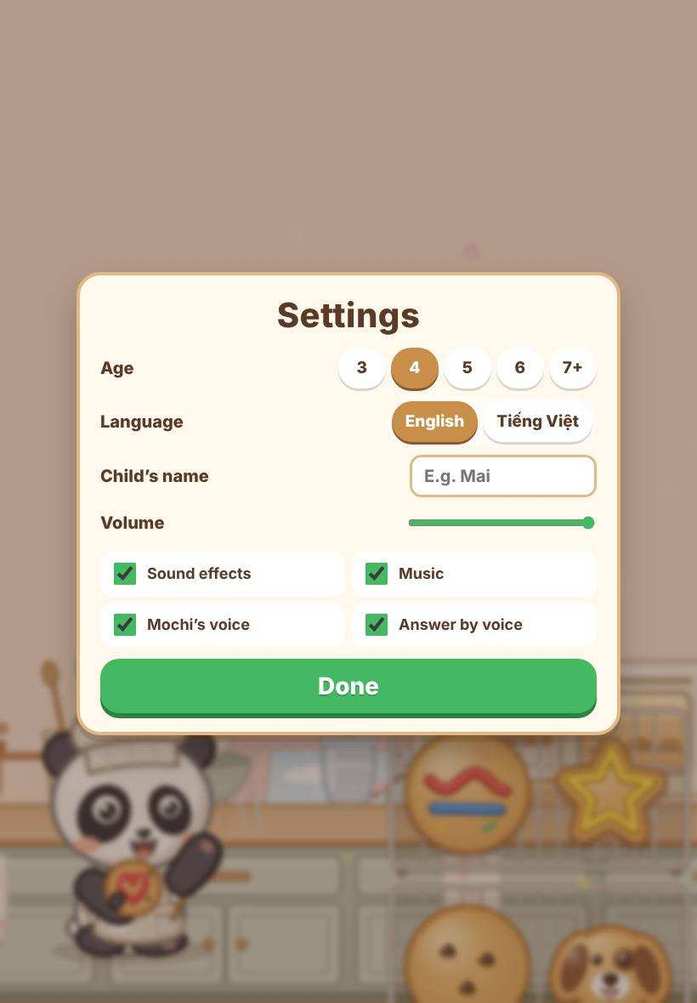 Settings
Age 3 4 5 6 7+
Language English Tiếng Việt
Child’s name E.g. Mai
Volume
Sound effects Music
Mochi’s voice Answer by voice
Done